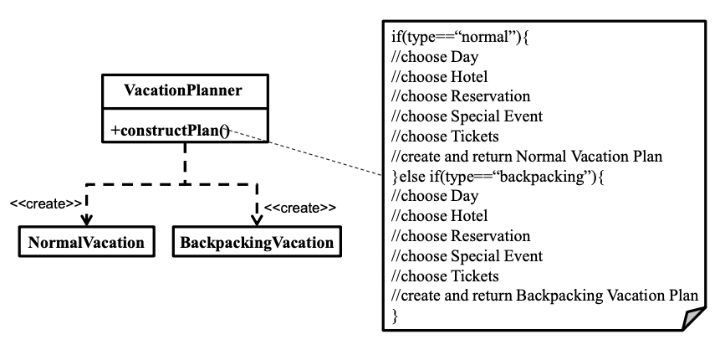 VacationPlanner
+constructPlan()
<<create>>
<<create>>
NormalVacation
BackpackingVacation
if(type==“normal”){
//choose Day
//choose Hotel
//choose Reservation
//choose Special Event
//choose Tickets
//create and return Normal Vacation Plan
}else if(type==“backpacking”){
//choose Day
//choose Hotel
//choose Reservation
//choose Special Event
//choose Tickets
//create and return Backpacking Vacation Plan
}